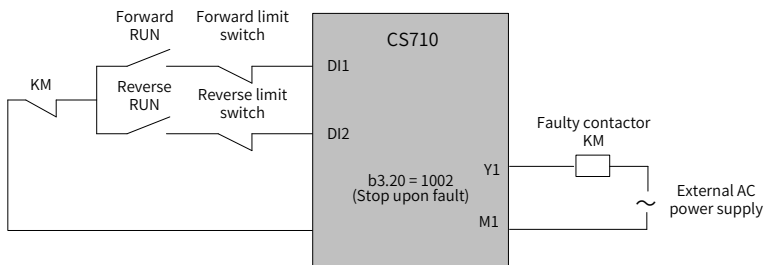 Forward
RUN
Forward limit
switch
CS710
DI1
KM
Reverse
RUN
Reverse limit
switch
DI2
Faulty contactor
KM
Y1
b3.20 = 1002
(Stop upon fault)
External AC
power supply
~
M1